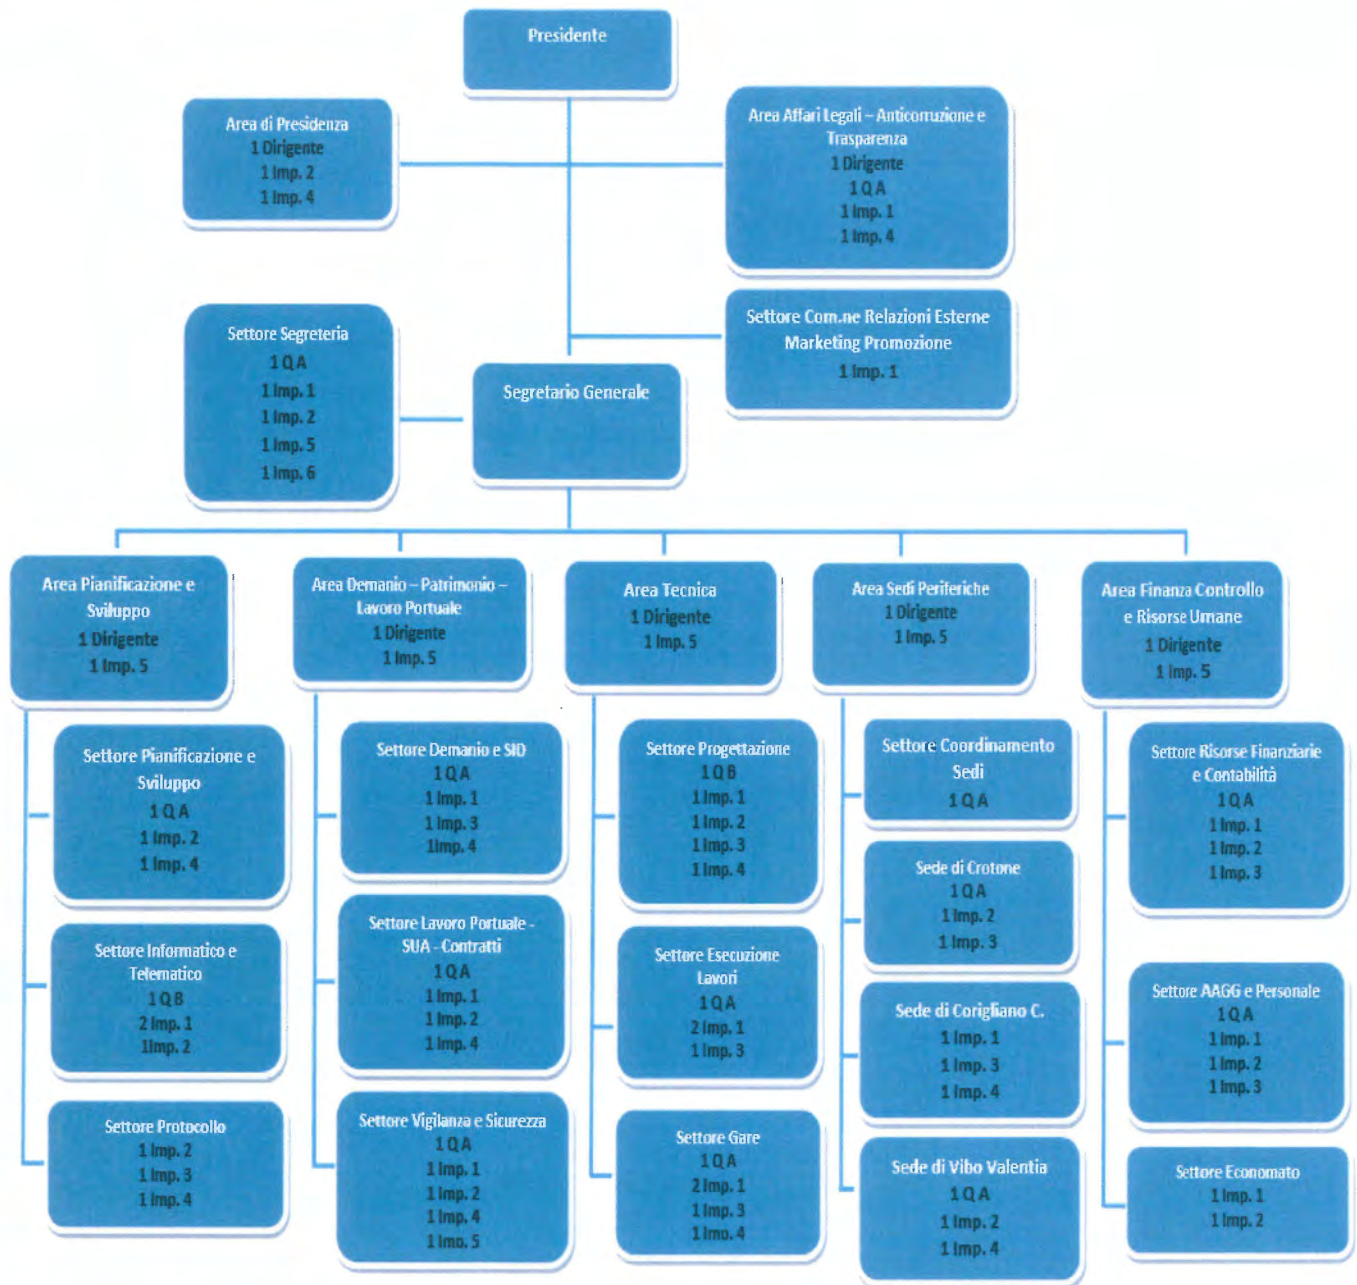 Presidente
Area di Presidenza
1 Dirigente
1 Imp. 2
1 Imp. 4
Area Affari Legali – Anticorruzione e
Trasparenza
1 Dirigente
1 Q A
1 Imp. 1
1 Imp. 4
Settore Com.ne Relazioni Esterne
Marketing Promozione
1 Imp. 1
Settore Segreteria
1 Q A
1 Imp. 1
1 Imp. 2
1 Imp. 5
1 Imp. 6
Segretario Generale
Area Pianificazione e
Sviluppo
1 Dirigente
1 Imp. 5
Area Demanio – Patrimonio –
Lavoro Portuale
1 Dirigente
1 Imp. 5
Area Tecnica
1 Dirigente
1 Imp. 5
Area Sedi Periferiche
1 Dirigente
1 Imp. 5
Area Finanza Controllo
e Risorse Umane
1 Dirigente
1 Imp. 5
Settore Pianificazione e
Sviluppo
1 Q A
1 Imp. 2
1 Imp. 4
Settore Informatico e
Telematico
1 Q B
2 Imp. 1
1Imp. 2
Settore Protocollo
1 Imp. 2
1 Imp. 3
1 Imp. 4
Settore Demanio e SID
1 Q A
1 Imp. 1
1 Imp. 3
1Imp. 4
Settore Lavoro Portuale -
SUA - Contratti
1 Q A
1 Imp. 1
1 Imp. 2
1 Imp. 4
Settore Vigilanza e Sicurezza
1 Q A
1 Imp. 1
1 Imp. 2
1 Imp. 4
1 Imp. 5
Settore Progettazione
1 Q B
1 Imp. 1
1 Imp. 2
1 Imp. 3
1 Imp. 4
Settore Esecuzione
Lavori
1 Q A
2 Imp. 1
1 Imp. 3
Settore Gare
1 Q A
2 Imp. 1
1 Imp. 3
1 Imp. 4
Settore Coordinamento
Sedi
1 Q A
Sede di Crotone
1 Q A
1 Imp. 2
1 Imp. 3
Sede di Corigliano C.
1 Imp. 1
1 Imp. 3
1 Imp. 4
Sede di Vibo Valentia
1 Q A
1 Imp. 2
1 Imp. 4
Settore Risorse Finanziarie
e Contabilità
1 Q A
1 Imp. 1
1 Imp. 2
1 Imp. 3
Settore AAGG e Personale
1 Q A
1 Imp. 1
1 Imp. 2
1 Imp. 3
Settore Economato
1 Imp. 1
1 Imp. 2